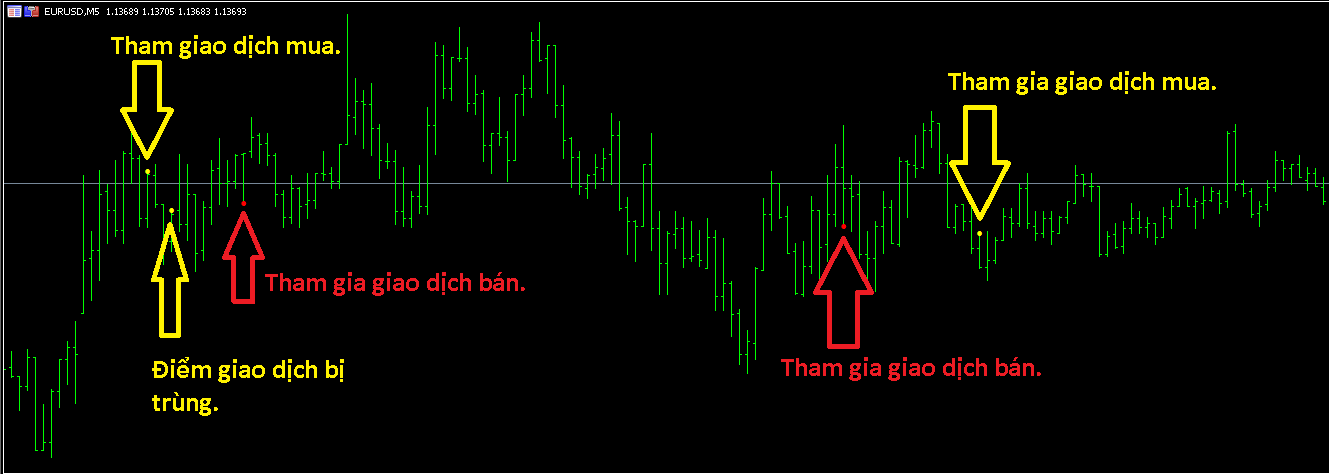 EURUSD,M5 1.13689 1.13705 1.13683 1.13693
Tham giao dịch mua.
Tham gia giao dịch mua.
Tham gia giao dịch bán.
Điểm giao dịch bị
trùng.
Tham gia giao dịch bán.